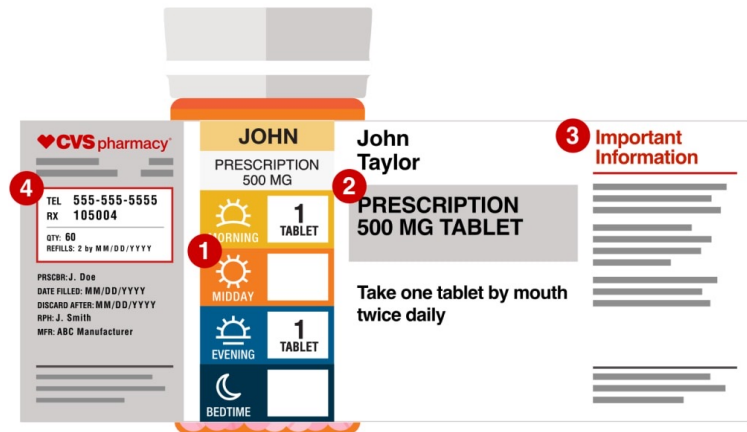 CVS pharmacy
4
TEL 555-555-5555
RX 105004
QTY: 60
REFILLS: 2 by MM/DD/YYYY
PRSCBR: J. Doe
DATE FILLED: MM/DD/YYYY
DISCARD AFTER: MM/DD/YYYY
RPH: J. Smith
MFR: ABC Manufacturer
JOHN
PRESCRIPTION
500 MG
1
MORNING
1
TABLET
MIDDAY
EVENING
1
TABLET
BEDTIME
John
Taylor
2
PRESCRIPTION
500 MG TABLET
Take one tablet by mouth
twice daily
3
Important
Information